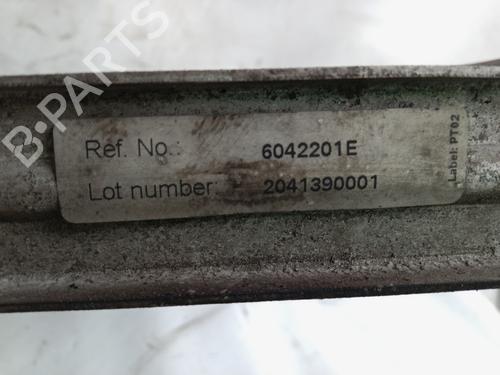 B-PARTS
Ref. No.: 6042201E
Lot number: 2041390001
Label: PT02